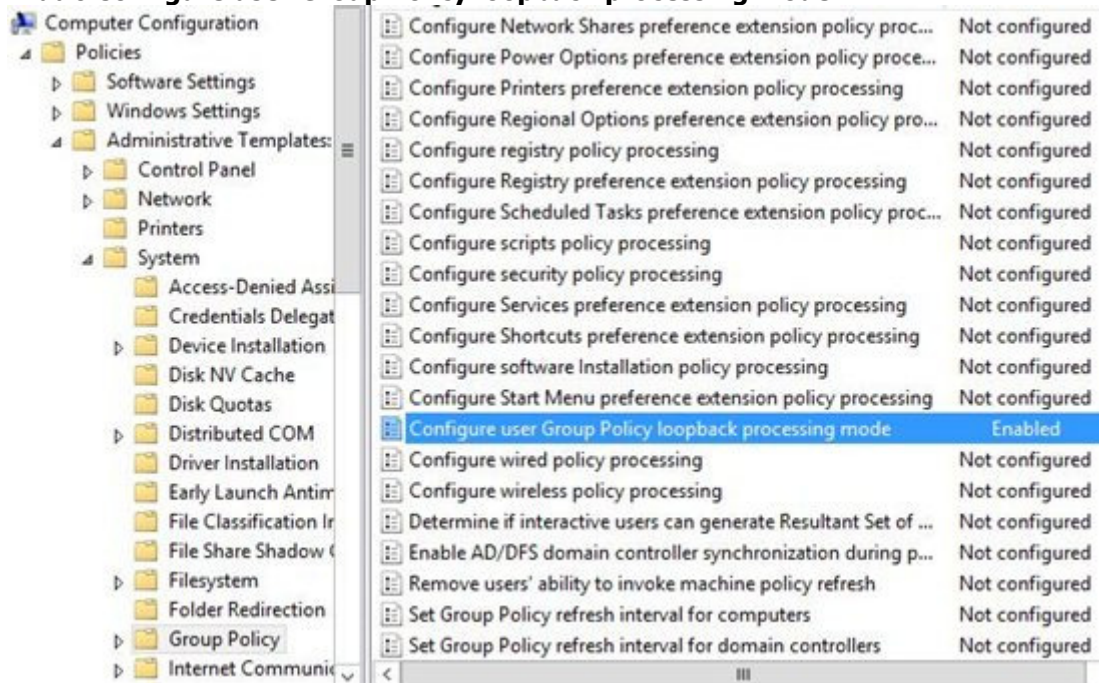 Computer Configuration
Policies
Software Settings
Windows Settings
Administrative Templates:
Control Panel
Network
Printers
System
Access-Denied Assi
Credentials Delegat
Device Installation
Disk NV Cache
Disk Quotas
Distributed COM
Driver Installation
Early Launch Antim
File Classification Ir
File Share Shadow
Filesystem
Folder Redirection
Group Policy
Internet Communic
Configure Network Shares preference extension policy proc... Not configured
Configure Power Options preference extension policy proce... Not configured
Configure Printers preference extension policy processing Not configured
Configure Regional Options preference extension policy pro... Not configured
Configure registry policy processing Not configured
Configure Registry preference extension policy processing Not configured
Configure Scheduled Tasks preference extension policy proc... Not configured
Configure scripts policy processing Not configured
Configure security policy processing Not configured
Configure Services preference extension policy processing Not configured
Configure Shortcuts preference extension policy processing Not configured
Configure software Installation policy processing Not configured
Configure Start Menu preference extension policy processing Not configured
Configure user Group Policy loopback processing mode Enabled
Configure wired policy processing Not configured
Configure wireless policy processing Not configured
Determine if interactive users can generate Resultant Set of ... Not configured
Enable AD/DFS domain controller synchronization during p... Not configured
Remove users' ability to invoke machine policy refresh Not configured
Set Group Policy refresh interval for computers Not configured
Set Group Policy refresh interval for domain controllers Not configured